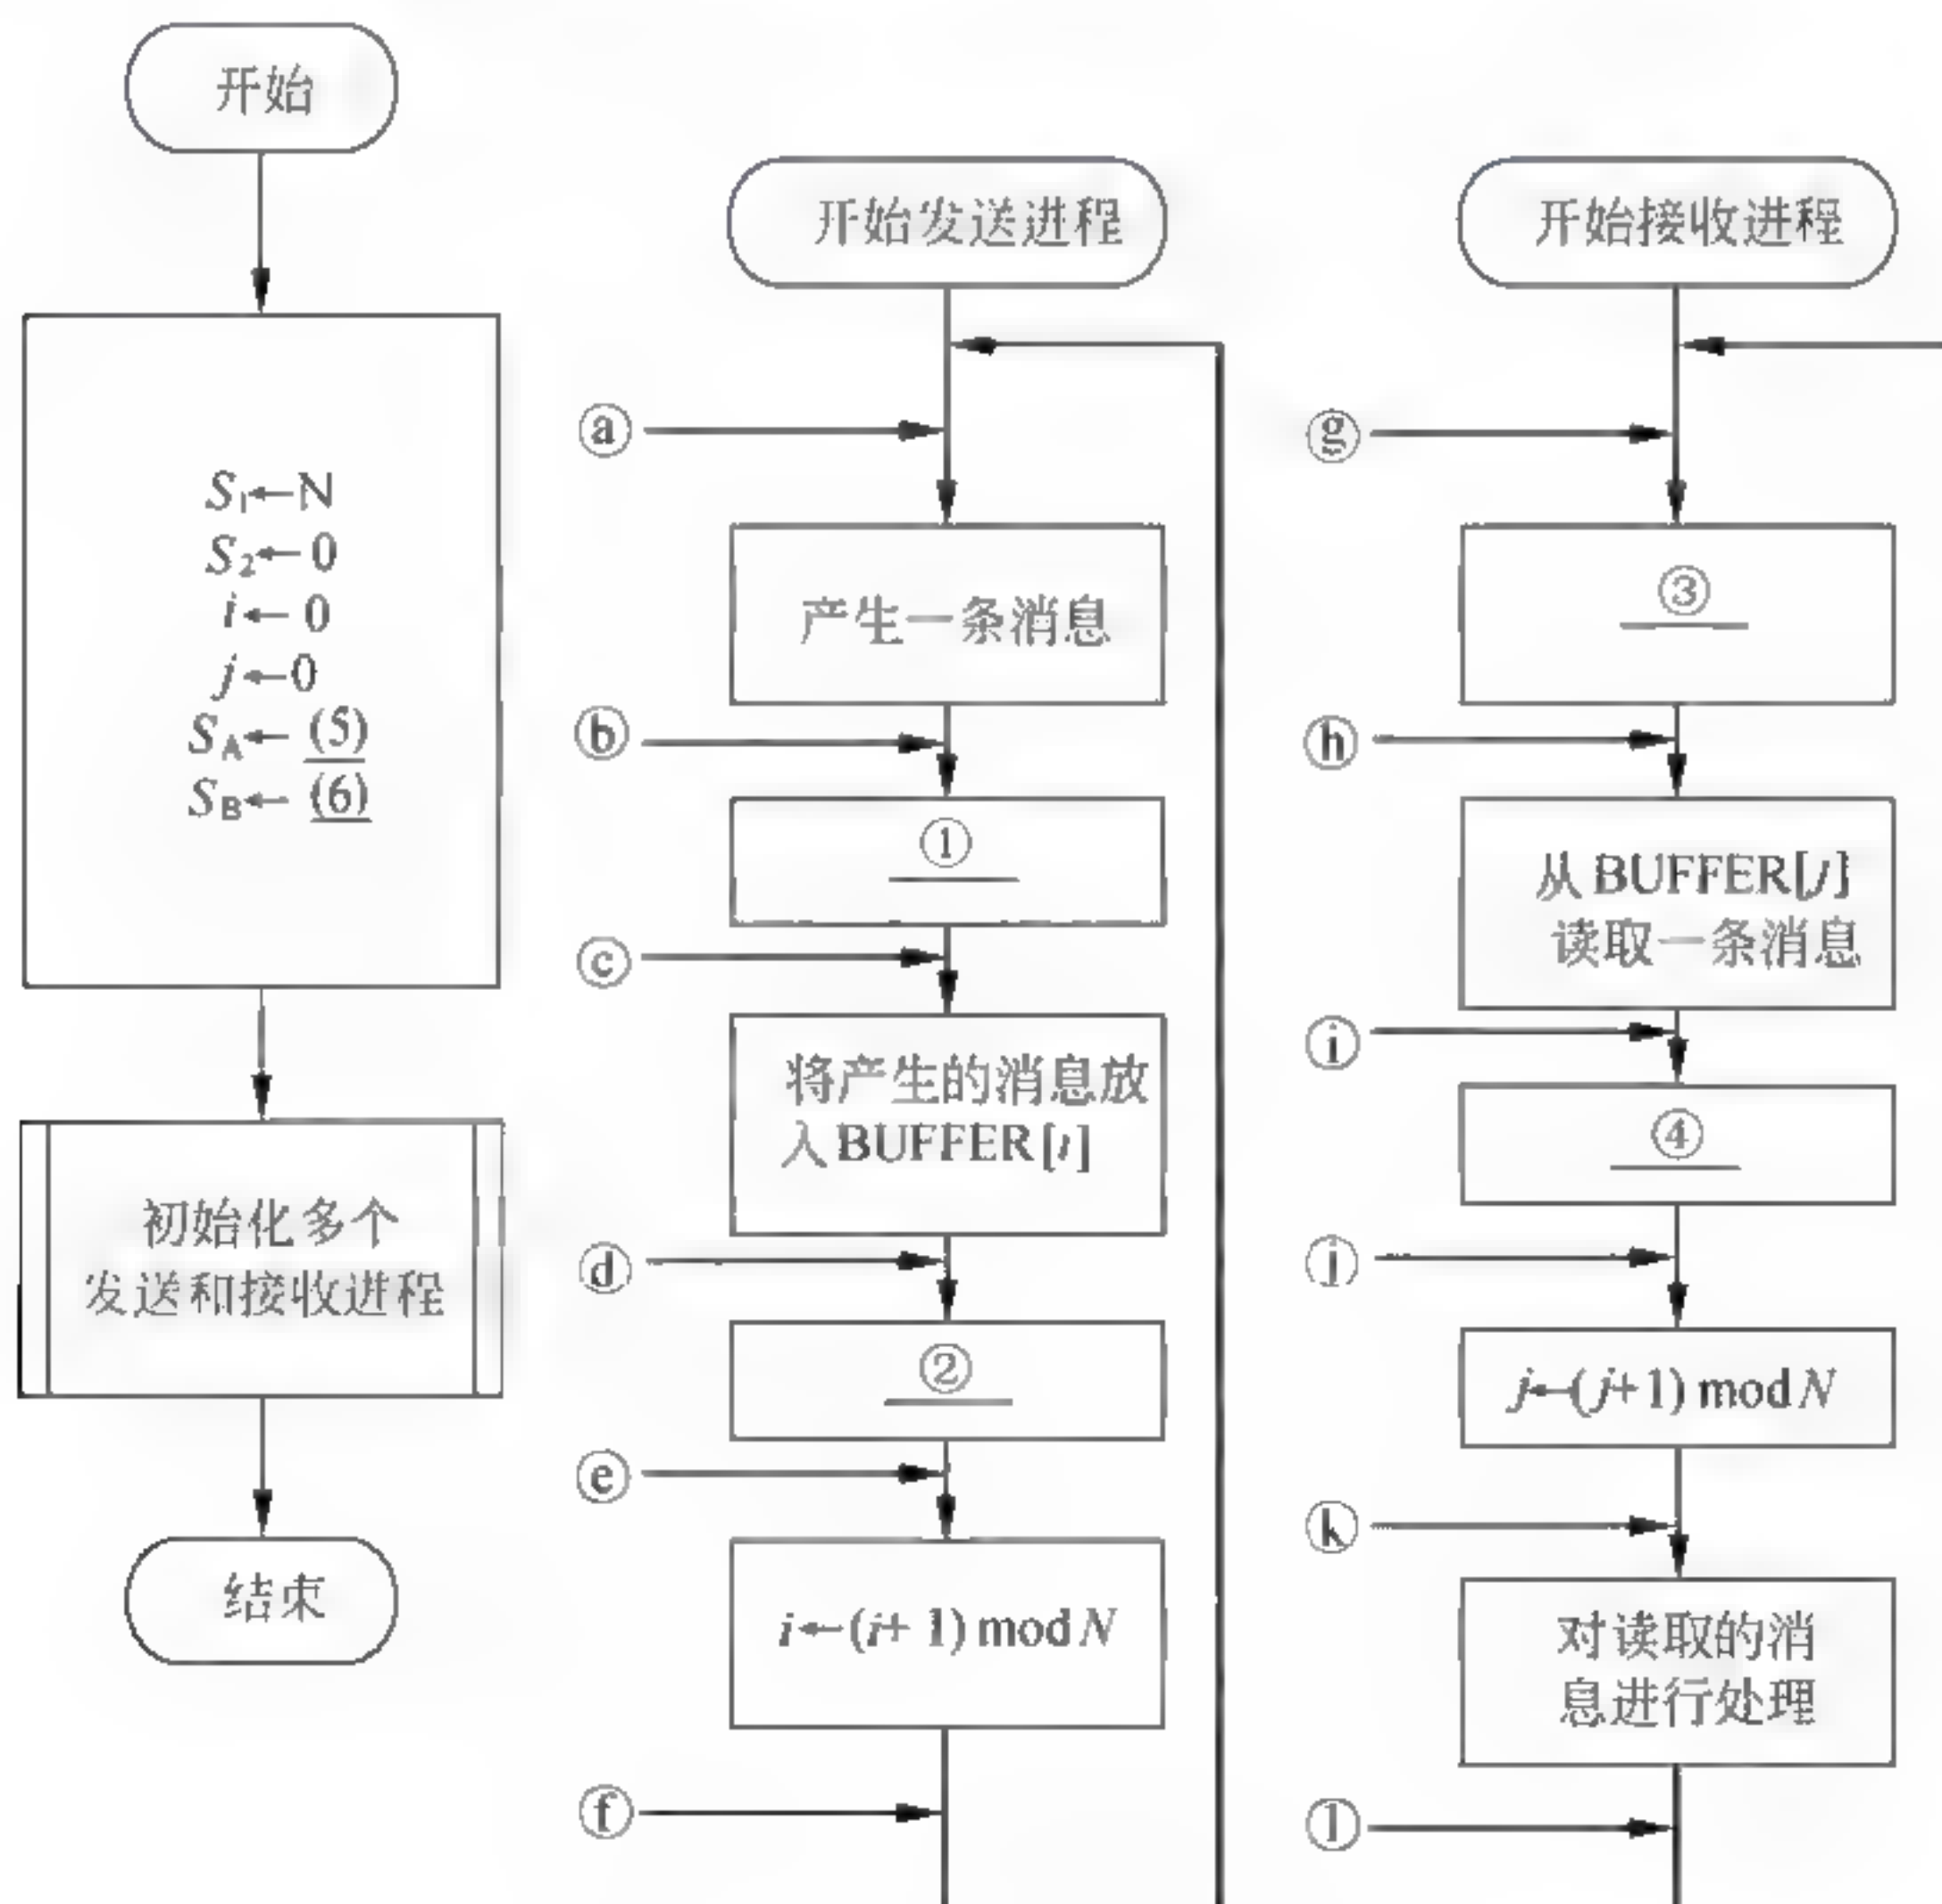 开始
S₁←N
S₂←0
i←0
j←0
S_A←(5)
S_B←(6)
初始化多个
发送和接收进程
结束
开始发送进程
ⓐ
产生一条消息
ⓑ
①
ⓒ
将产生的消息放
入BUFFER[i]
ⓓ
②
ⓔ
i←(i+1) mod N
ⓕ
开始接收进程
ⓖ
③
ⓗ
从BUFFER[j]
读取一条消息
ⓘ
④
ⓙ
j←(j+1) mod N
ⓚ
对读取的消
息进行处理
ⓛ